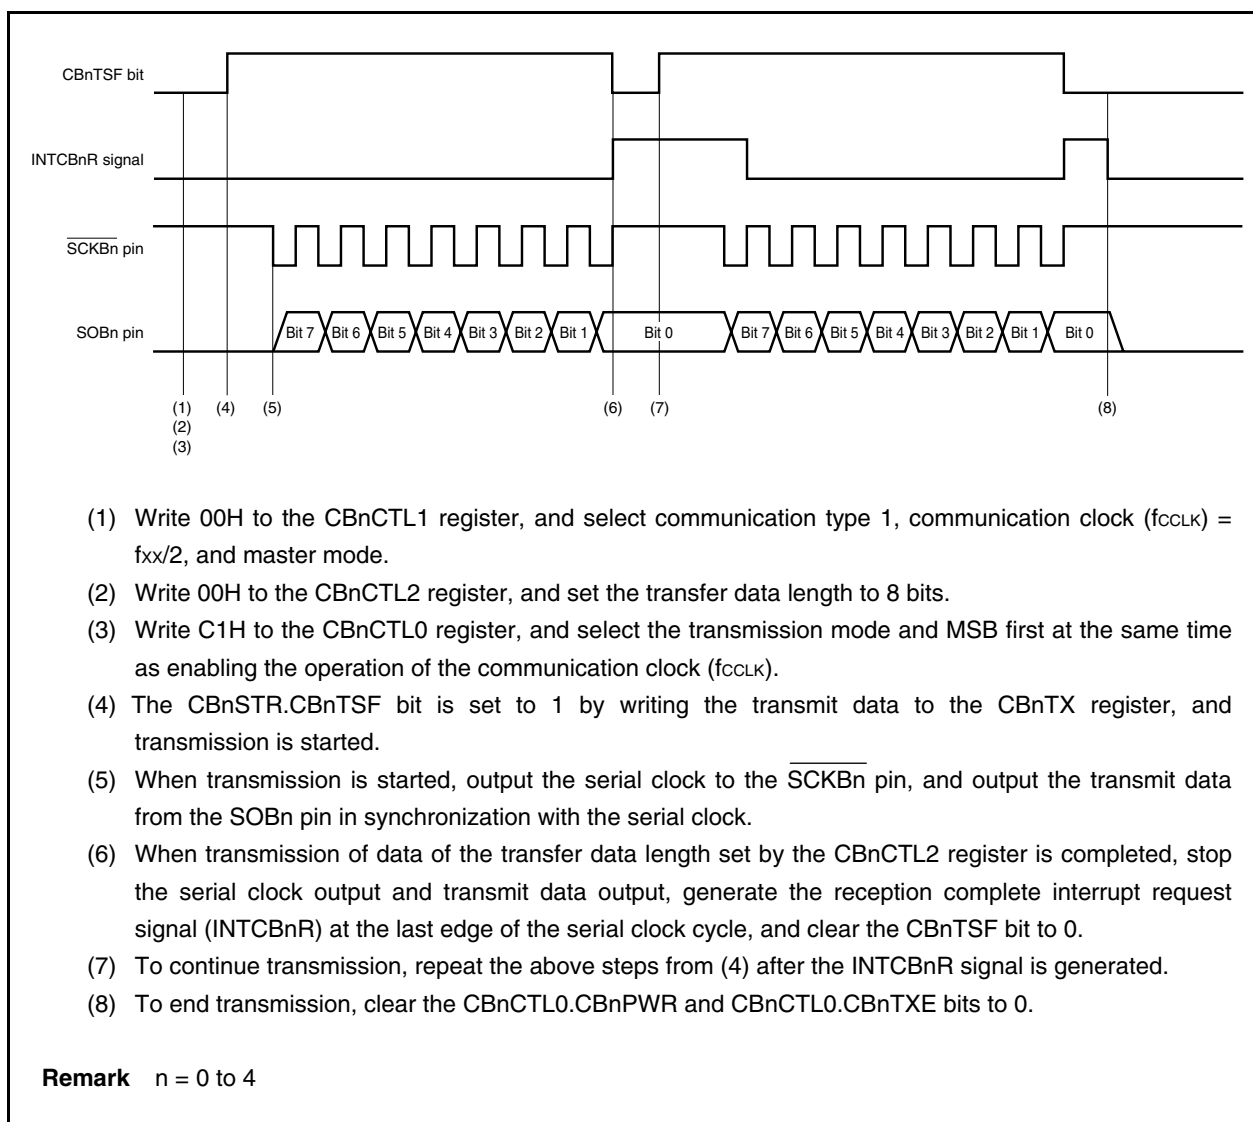 CBnTSF bit
INTCBnR signal
SCKBn pin
SOBn pin
Bit 7 Bit 6 Bit 5 Bit 4 Bit 3 Bit 2 Bit 1 Bit 0 Bit 7 Bit 6 Bit 5 Bit 4 Bit 3 Bit 2 Bit 1 Bit 0
(1) (4) (5) (6) (7) (8)
(2)
(3)
(1) Write 00H to the CBnCTL1 register, and select communication type 1, communication clock (fCCLK) =
fxx/2, and master mode.
(2) Write 00H to the CBnCTL2 register, and set the transfer data length to 8 bits.
(3) Write C1H to the CBnCTL0 register, and select the transmission mode and MSB first at the same time
as enabling the operation of the communication clock (fCCLK).
(4) The CBnSTR.CBnTSF bit is set to 1 by writing the transmit data to the CBnTX register, and
transmission is started.
(5) When transmission is started, output the serial clock to the SCKBn pin, and output the transmit data
from the SOBn pin in synchronization with the serial clock.
(6) When transmission of data of the transfer data length set by the CBnCTL2 register is completed, stop
the serial clock output and transmit data output, generate the reception complete interrupt request
signal (INTCBnR) at the last edge of the serial clock cycle, and clear the CBnTSF bit to 0.
(7) To continue transmission, repeat the above steps from (4) after the INTCBnR signal is generated.
(8) To end transmission, clear the CBnCTL0.CBnPWR and CBnCTL0.CBnTXE bits to 0.
Remark n = 0 to 4